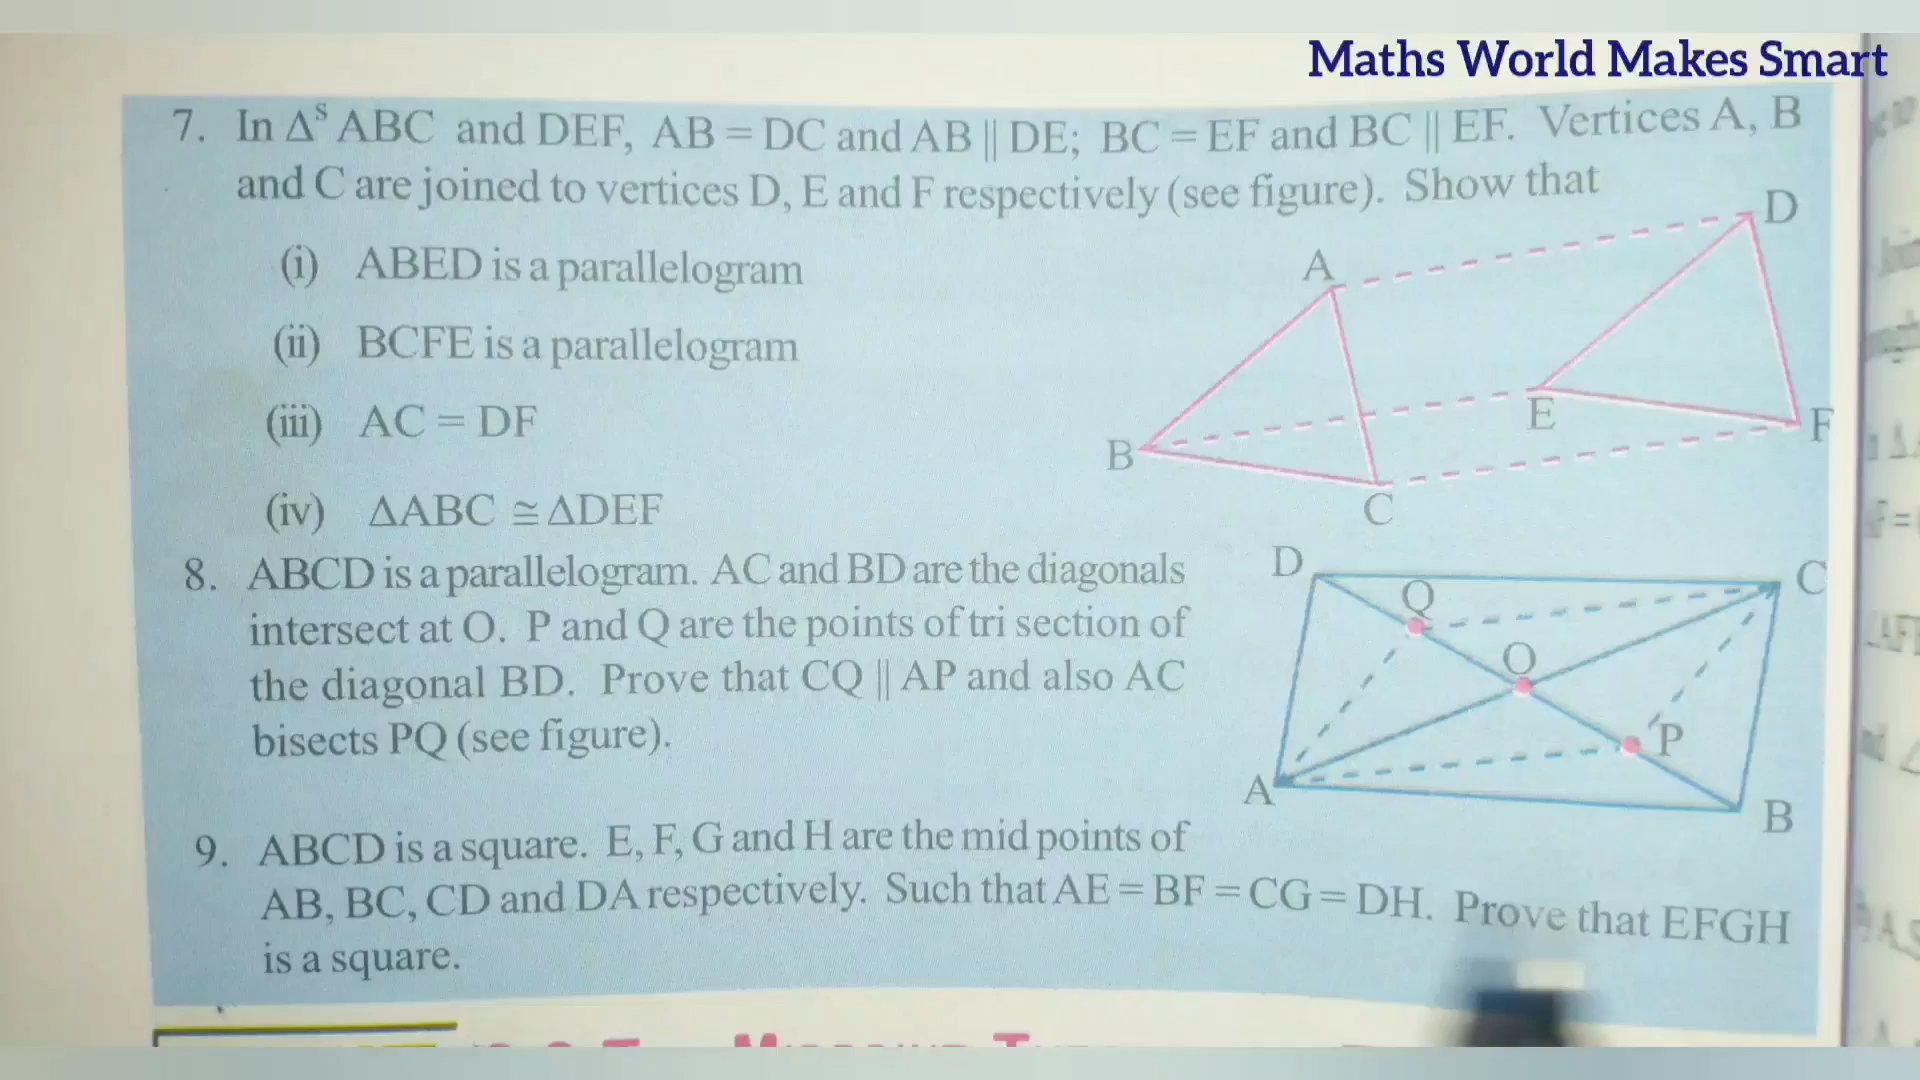 Maths World Makes Smart
7. In Δˢ ABC and DEF, AB = DC and AB || DE; BC = EF and BC || EF. Vertices A, B
and C are joined to vertices D, E and F respectively (see figure). Show that
(i) ABED is a parallelogram
(ii) BCFE is a parallelogram
(iii) AC = DF
(iv) ΔABC ≅ ΔDEF
D
A
E
F
B
C
8. ABCD is a parallelogram. AC and BD are the diagonals
intersect at O. P and Q are the points of tri section of
the diagonal BD. Prove that CQ || AP and also AC
bisects PQ (see figure).
D
C
Q
O
P
A
B
9. ABCD is a square. E, F, G and H are the mid points of
AB, BC, CD and DA respectively. Such that AE = BF = CG = DH. Prove that EFGH
is a square.